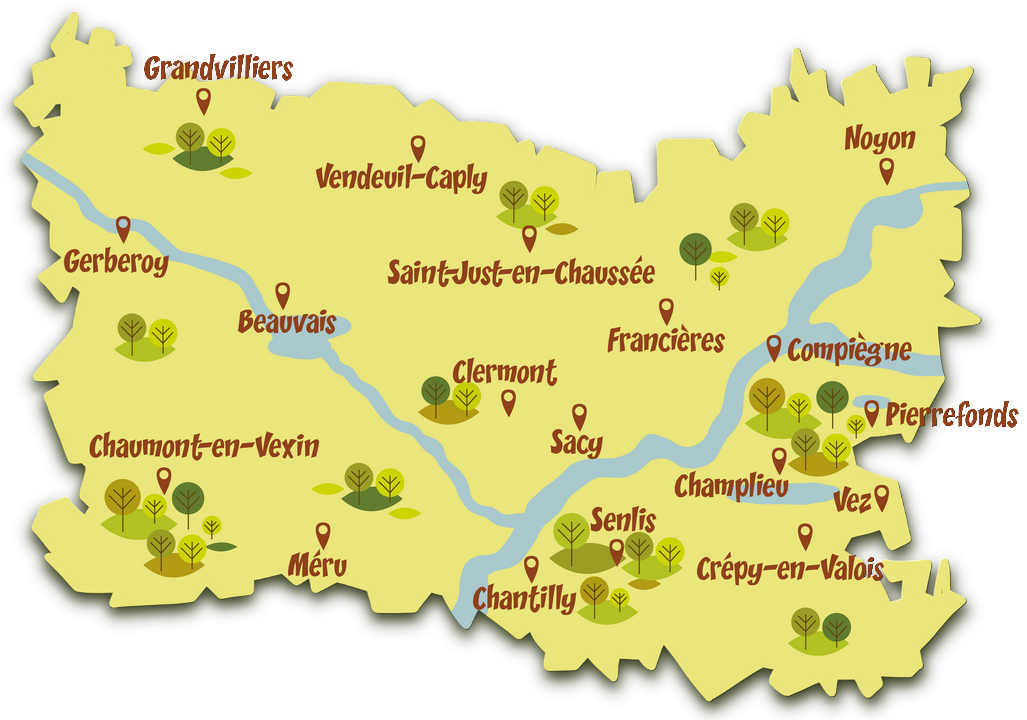 Grandvilliers
Noyon
Vendeuil-Caply
Gerberoy
Saint-Just-en-Chaussée
Beauvais
Francières
Compiègne
Clermont
Pierrefonds
Sacy
Chaumont-en-Vexin
Champlieu
Vez
Senlis
Méru
Crépy-en-Valois
Chantilly